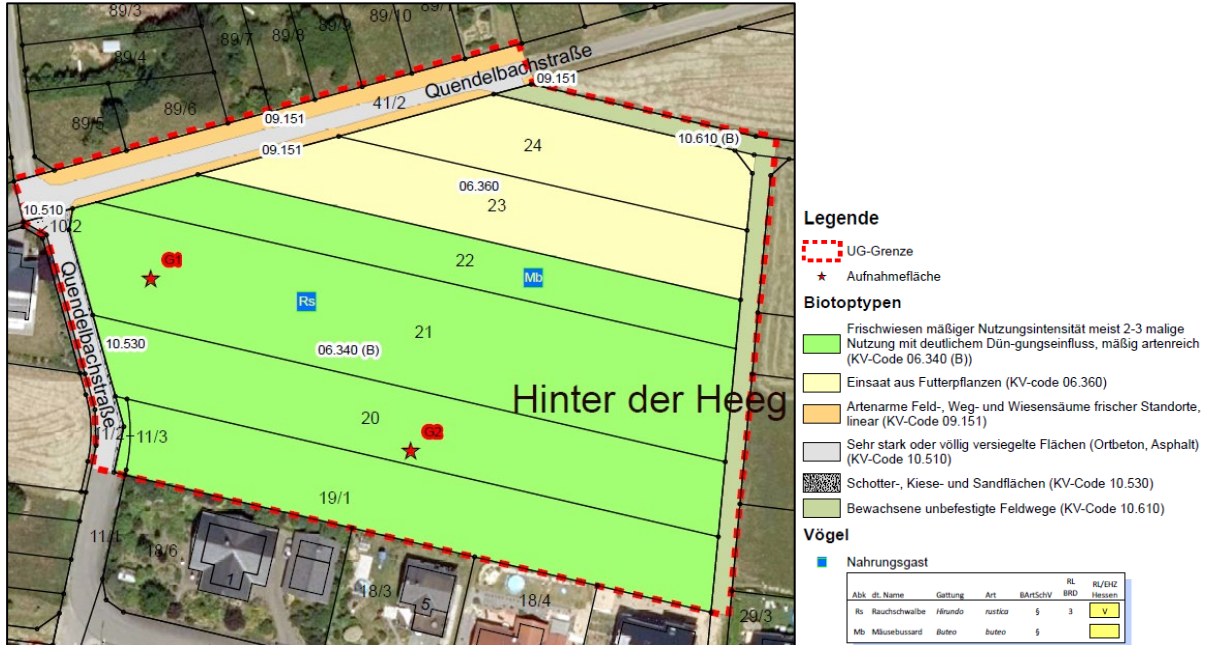 89/3
89/4
89/5
89/6
89/7
89/8
89/9
89/10
Quendelbachstraße
41/2
09.151
09.151
09.151
10.610 (B)
24
06.360
23
10.510
10/2
22
G1
Mb
Rs
21
Quendelbachstraße
10.530
06.340 (B)
Hinter der Heeg
20
G2
11/2
11/3
19/1
11/1
18/6
1
18/3
5
18/4
29/3
Legende
UG-Grenze
Aufnahmefläche
Biotoptypen
Frischwiesen mäßiger Nutzungsintensität meist 2-3 malige
Nutzung mit deutlichem Dün-gungseinfluss, mäßig artenreich
(KV-Code 06.340 (B))
Einsaat aus Futterpflanzen (KV-code 06.360)
Artenarme Feld-, Weg- und Wiesensäume frischer Standorte,
linear (KV-Code 09.151)
Sehr stark oder völlig versiegelte Flächen (Ortbeton, Asphalt)
(KV-Code 10.510)
Schotter-, Kiese- und Sandflächen (KV-Code 10.530)
Bewachsene unbefestigte Feldwege (KV-Code 10.610)
Vögel
Nahrungsgast
Abk dt. Name Gattung Art BArtSchV RL BRD RL/EHZ Hessen
Rs Rauchschwalbe Hirundo rustica § 3 V
Mb Mäusebussard Buteo buteo §